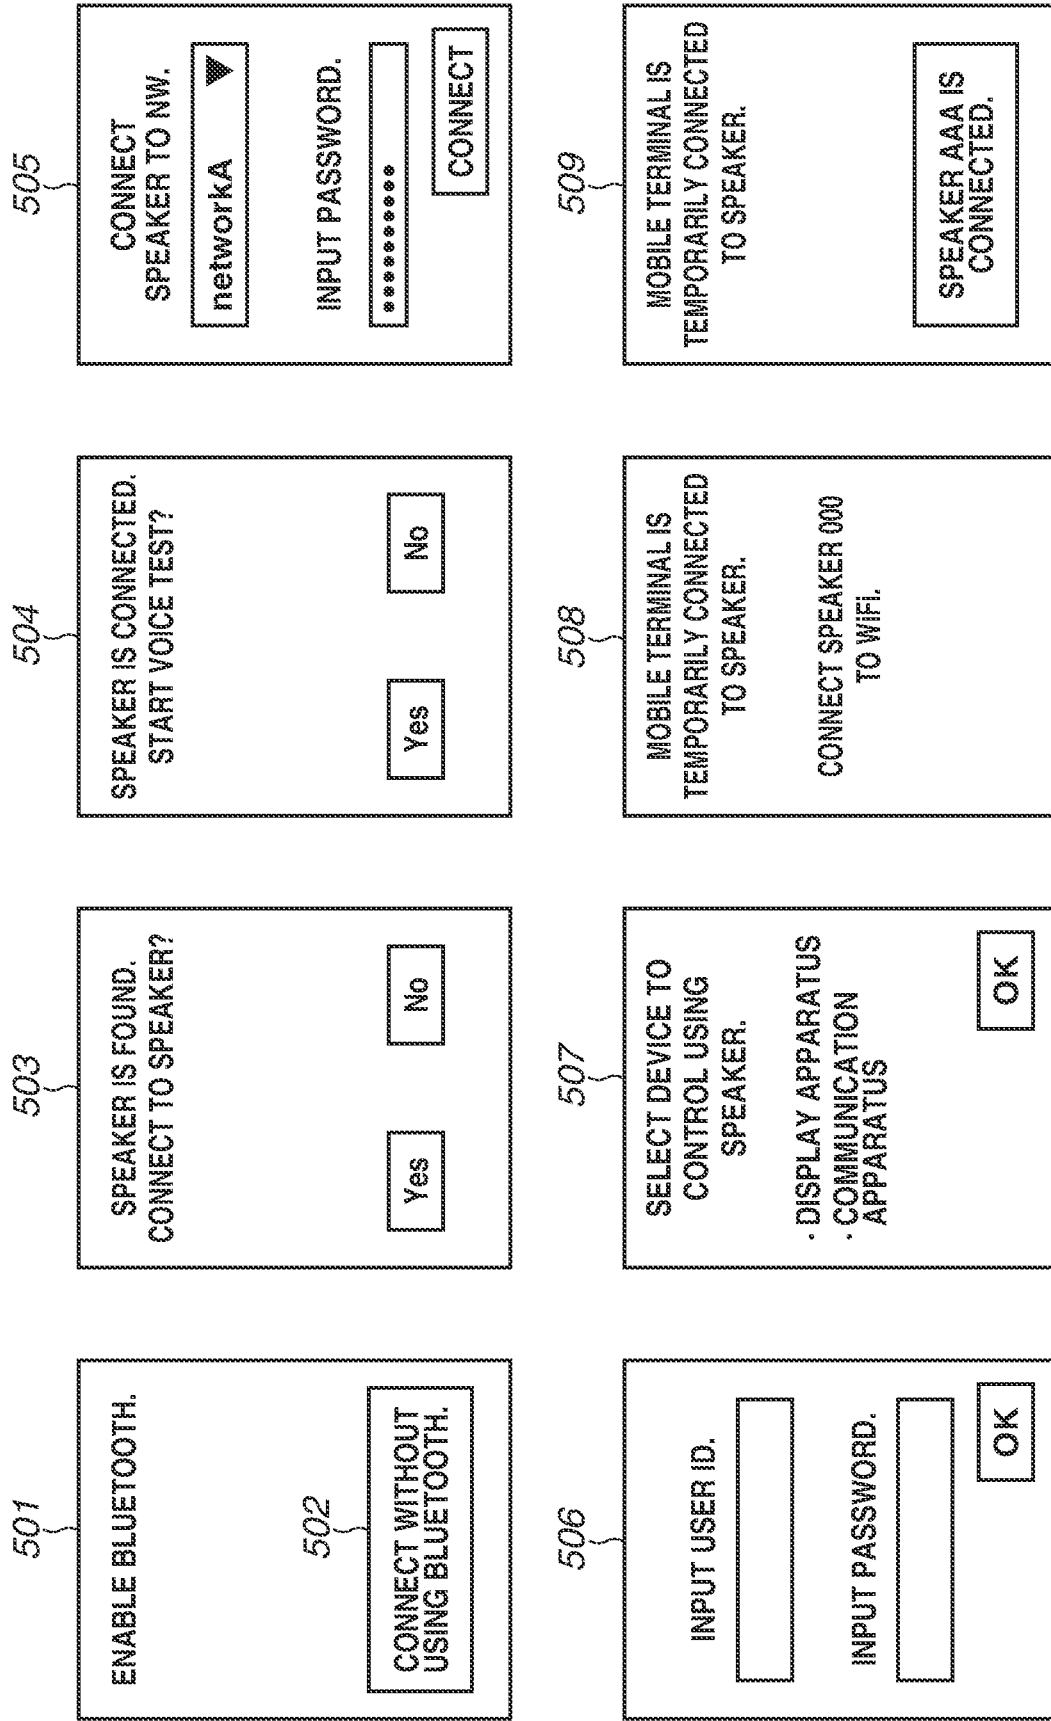 501
ENABLE BLUETOOTH.
502
CONNECT WITHOUT
USING BLUETOOTH.
503
SPEAKER IS FOUND.
CONNECT TO SPEAKER?
Yes
No
504
SPEAKER IS CONNECTED.
START VOICE TEST?
Yes
No
505
CONNECT
SPEAKER TO NW.
networkA ▼
INPUT PASSWORD.
••••••••••
CONNECT
506
INPUT USER ID.
INPUT PASSWORD.
OK
507
SELECT DEVICE TO
CONTROL USING
SPEAKER.
· DISPLAY APPARATUS
· COMMUNICATION
APPARATUS
OK
508
MOBILE TERMINAL IS
TEMPORARILY CONNECTED
TO SPEAKER.
CONNECT SPEAKER 000
TO WiFi.
509
MOBILE TERMINAL IS
TEMPORARILY CONNECTED
TO SPEAKER.
SPEAKER AAA IS
CONNECTED.